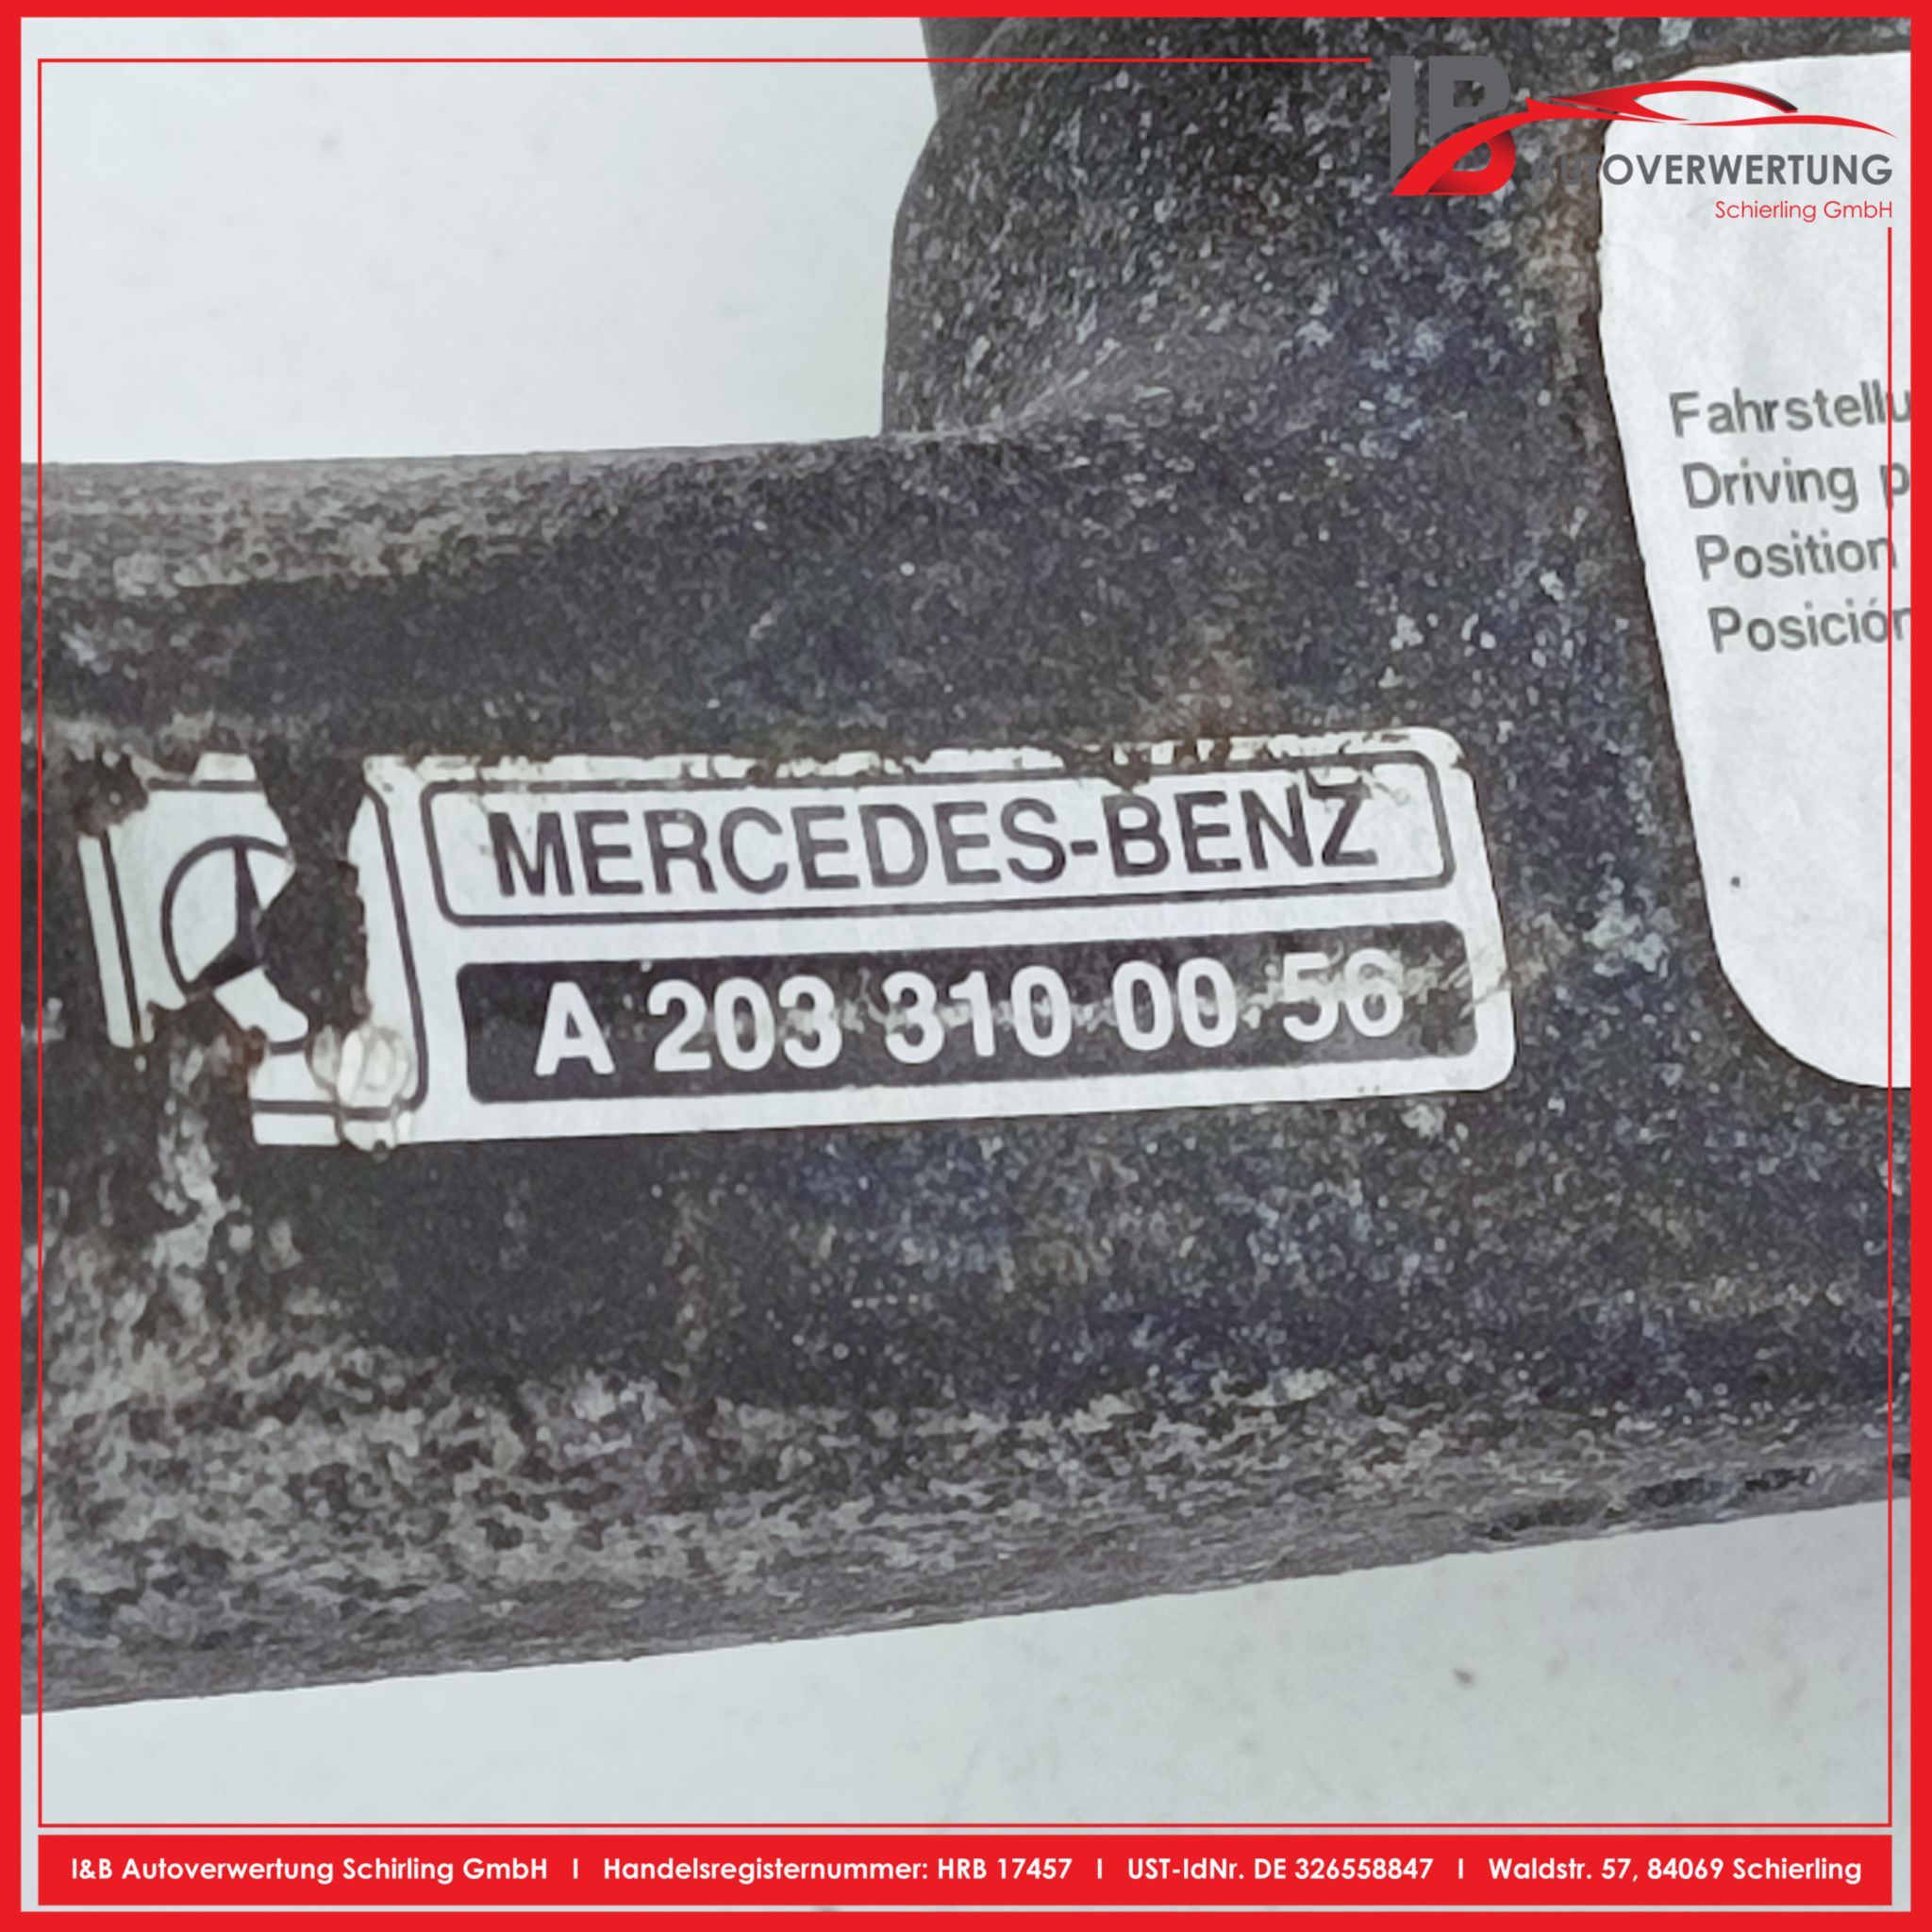 IB
AUTOVERWERTUNG
Schierling GmbH
Fahrstellu
Driving p
Position
Posición
MERCEDES-BENZ
A 203 310 00 56
I&B Autoverwertung Schirling GmbH | Handelsregisternummer: HRB 17457 | UST-IdNr. DE 326558847 | Waldstr. 57, 84069 Schierling